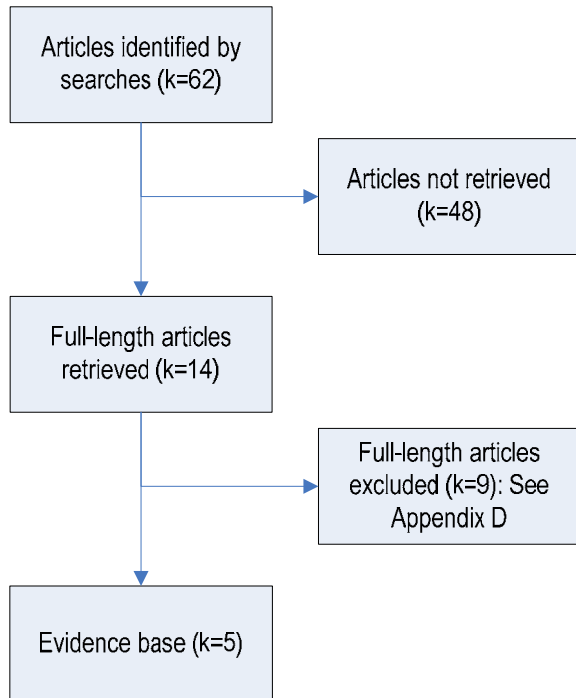 Articles identified by
searches (k=62)
Articles not retrieved
(k=48)
Full-length articles
retrieved (k=14)
Full-length articles
excluded (k=9): See
Appendix D
Evidence base (k=5)